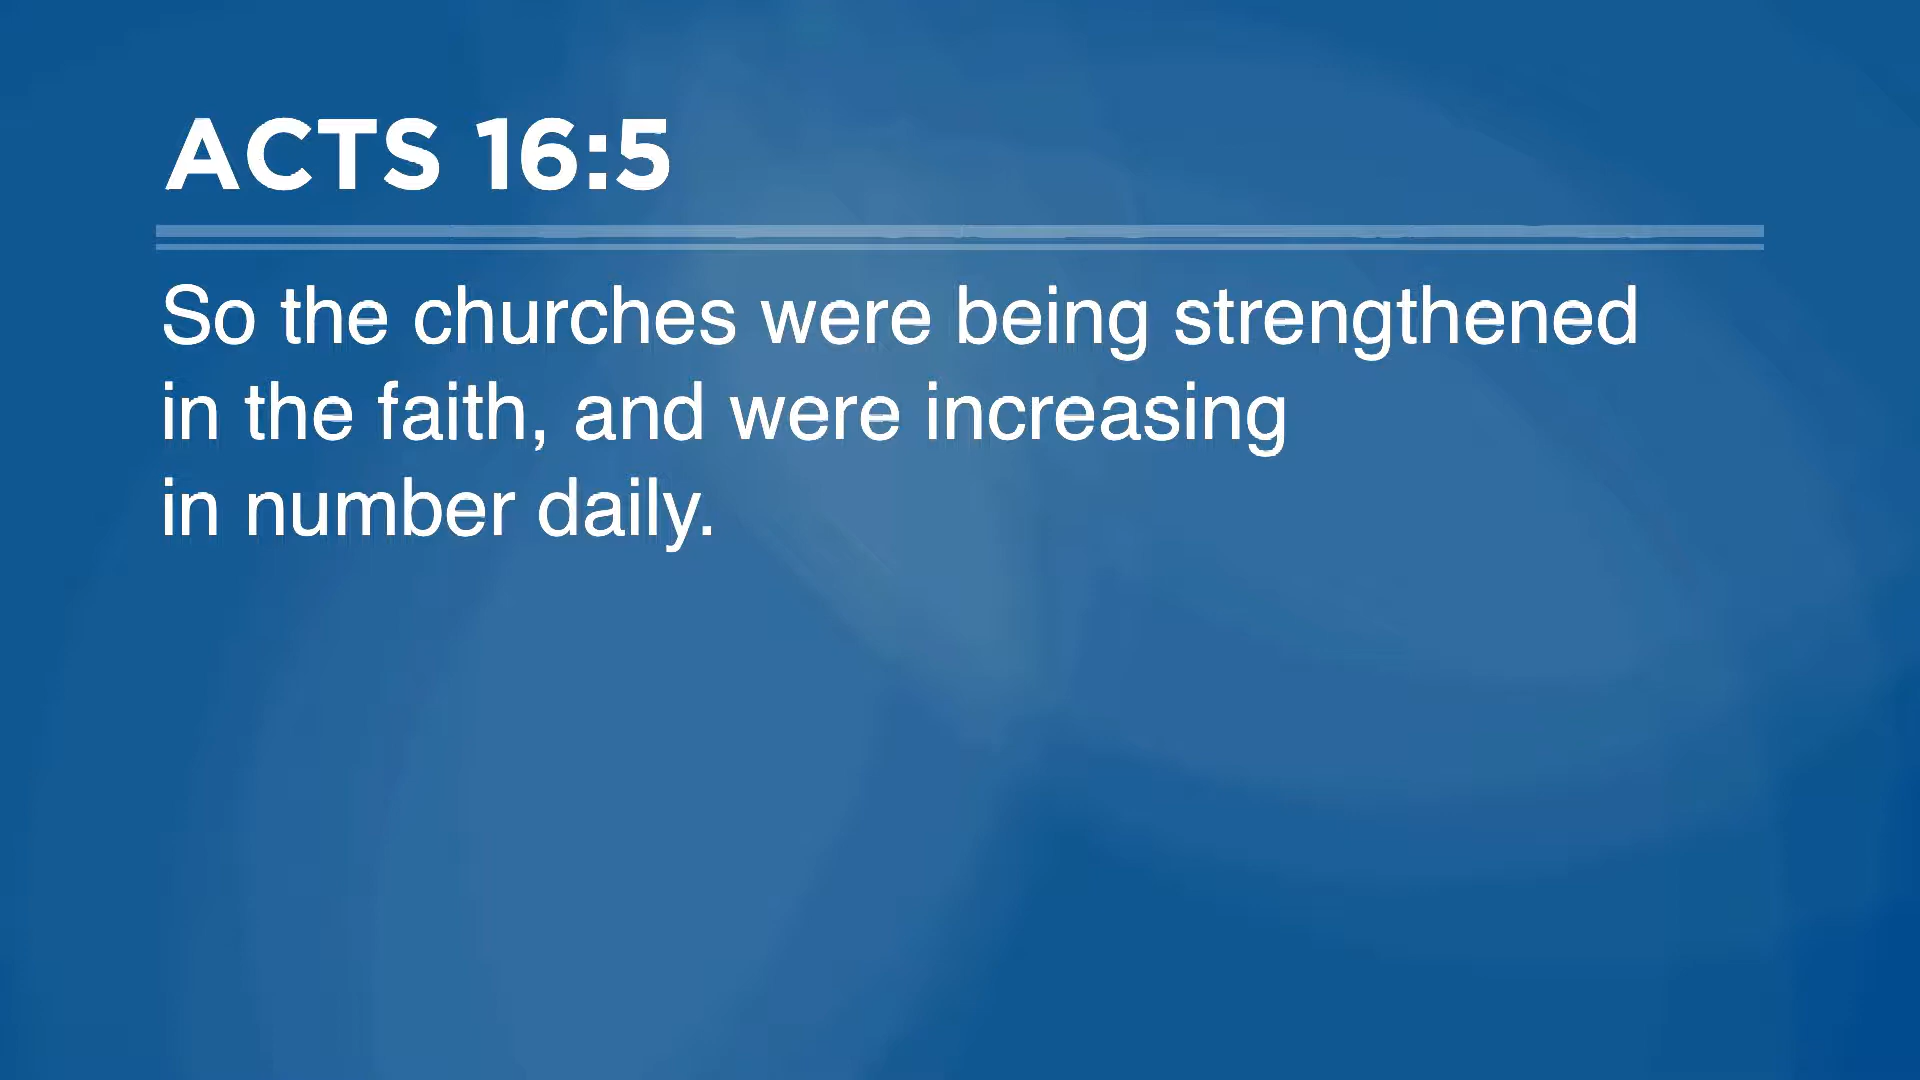 ACTS 16:5
So the churches were being strengthened
in the faith, and were increasing
in number daily.